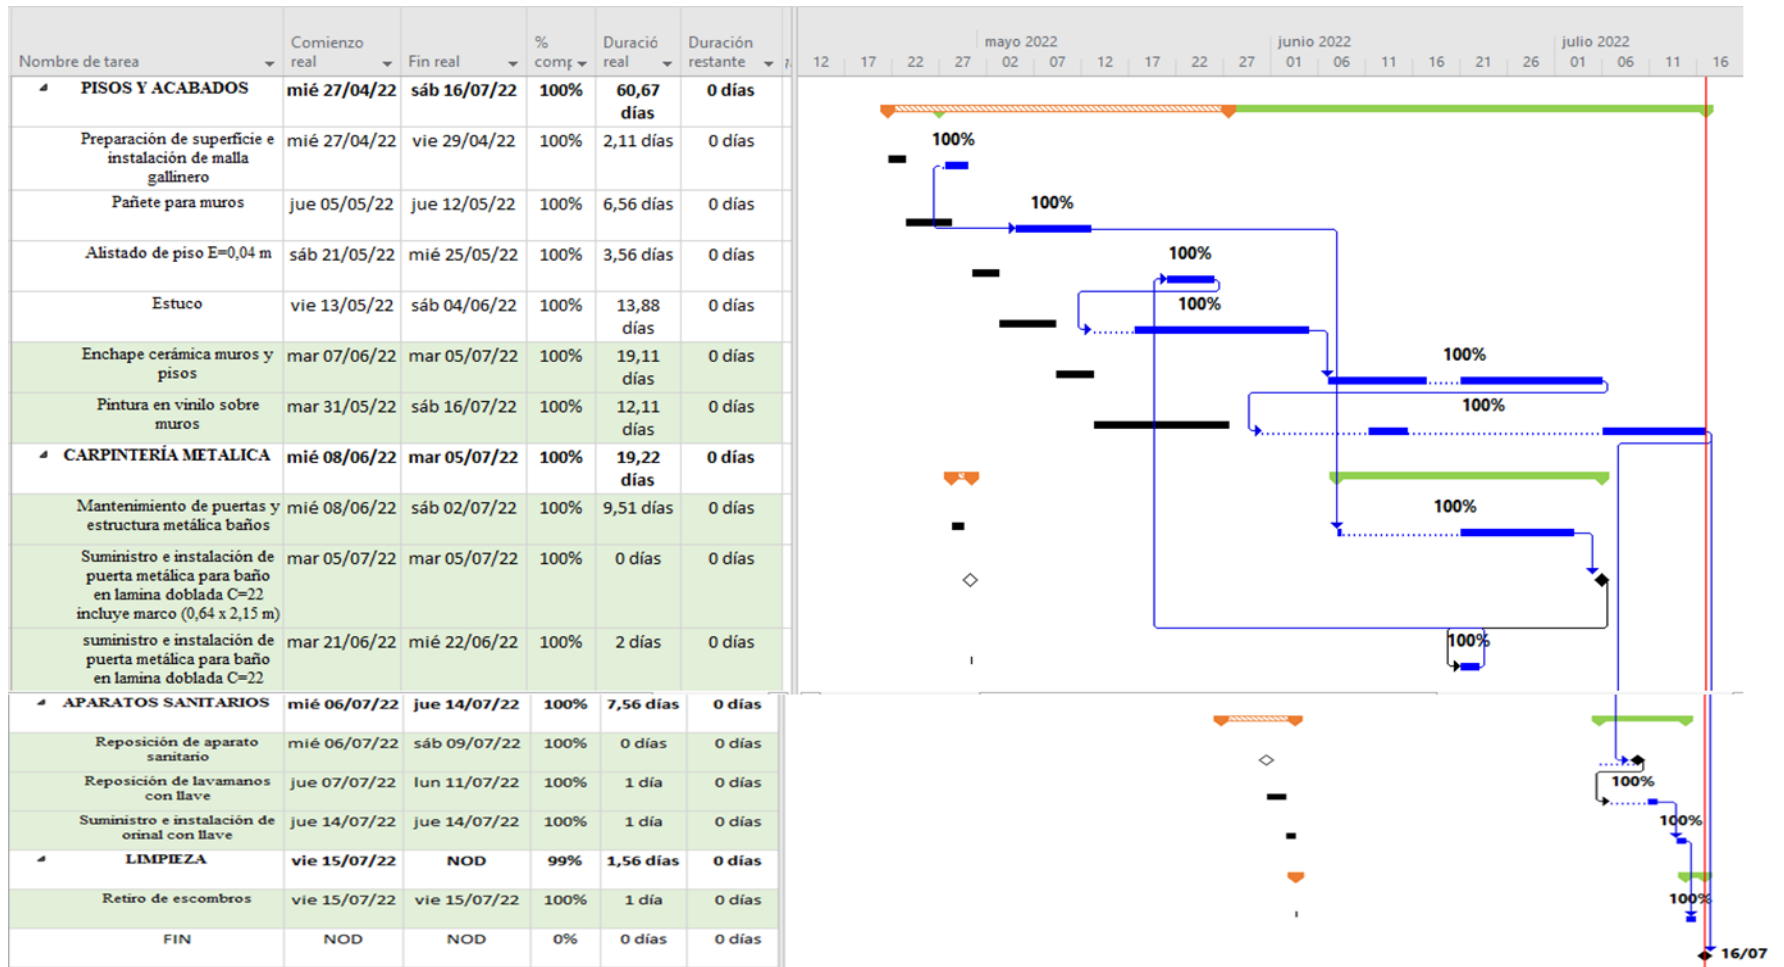 Nombre de tarea
Comienzo
real
Fin real
%
comp
Duració
real
Duración
restante
mayo 2022
junio 2022
julio 2022
12 17 22 27 02 07 12 17 22 27 01 06 11 16 21 26 01 06 11 16
PISOS Y ACABADOS mié 27/04/22 sáb 16/07/22 100% 60,67 0 días
días
Preparación de superficie e mié 27/04/22 vie 29/04/22 100% 2,11 días 0 días
instalación de malla
gallinero
100%
Pañete para muros jue 05/05/22 jue 12/05/22 100% 6,56 días 0 días
100%
Alistado de piso E=0,04 m sáb 21/05/22 mié 25/05/22 100% 3,56 días 0 días
100%
Estuco vie 13/05/22 sáb 04/06/22 100% 13,88 0 días
días
100%
Enchape cerámica muros y mar 07/06/22 mar 05/07/22 100% 19,11 0 días
pisos días
100%
Pintura en vinilo sobre mar 31/05/22 sáb 16/07/22 100% 12,11 0 días
muros días
100%
CARPINTERÍA METALICA mié 08/06/22 mar 05/07/22 100% 19,22 0 días
días
Mantenimiento de puertas y mié 08/06/22 sáb 02/07/22 100% 9,51 días 0 días
estructura metálica baños
100%
Suministro e instalación de mar 05/07/22 mar 05/07/22 100% 0 días 0 días
puerta metálica para baño
en lamina doblada C=22
incluye marco (0,64 x 2,15 m)
suministro e instalación de mar 21/06/22 mié 22/06/22 100% 2 días 0 días
puerta metálica para baño
en lamina doblada C=22
100%
APARATOS SANITARIOS mié 06/07/22 jue 14/07/22 100% 7,56 días 0 días
Reposición de aparato mié 06/07/22 sáb 09/07/22 100% 0 días 0 días
sanitario
Reposición de lavamanos jue 07/07/22 lun 11/07/22 100% 1 día 0 días
con llave
100%
Suministro e instalación de jue 14/07/22 jue 14/07/22 100% 1 día 0 días
orinal con llave
100%
LIMPIEZA vie 15/07/22 NOD 99% 1,56 días 0 días
Retiro de escombros vie 15/07/22 vie 15/07/22 100% 1 día 0 días
100%
FIN NOD NOD 0% 0 días 0 días
16/07